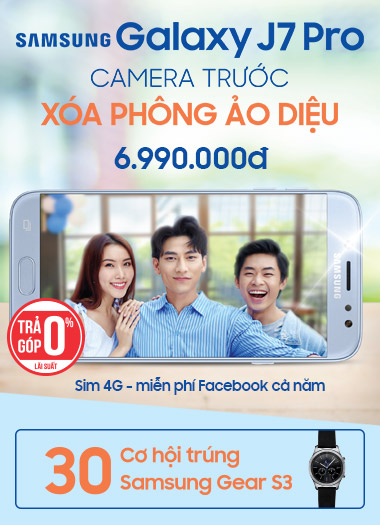 SAMSUNG Galaxy J7 Pro
CAMERA TRƯỚC
XÓA PHÔNG ẢO DIỆU
6.990.000đ
SAMSUNG
TRẢ GÓP 0%
LÃI SUẤT
Sim 4G - miễn phí Facebook cả năm
30 Cơ hội trúng
Samsung Gear S3